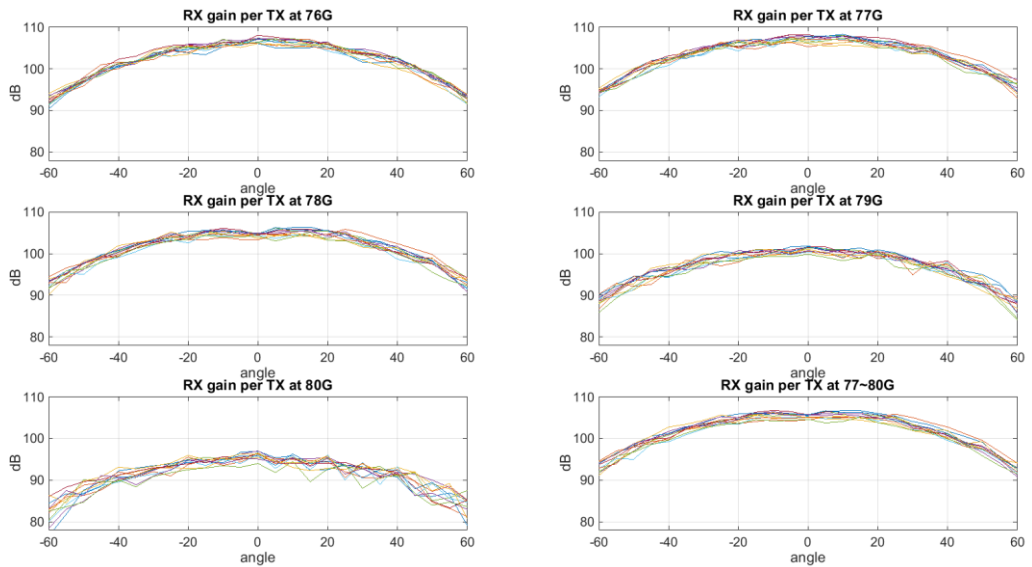 RX gain per TX at 76G
110
100
90
80
dB
-60 -40 -20 0 20 40 60
angle
RX gain per TX at 77G
110
100
90
80
dB
-60 -40 -20 0 20 40 60
angle
RX gain per TX at 78G
110
100
90
80
dB
-60 -40 -20 0 20 40 60
angle
RX gain per TX at 79G
110
100
90
80
dB
-60 -40 -20 0 20 40 60
angle
RX gain per TX at 80G
110
100
90
80
dB
-60 -40 -20 0 20 40 60
angle
RX gain per TX at 77~80G
110
100
90
80
dB
-60 -40 -20 0 20 40 60
angle